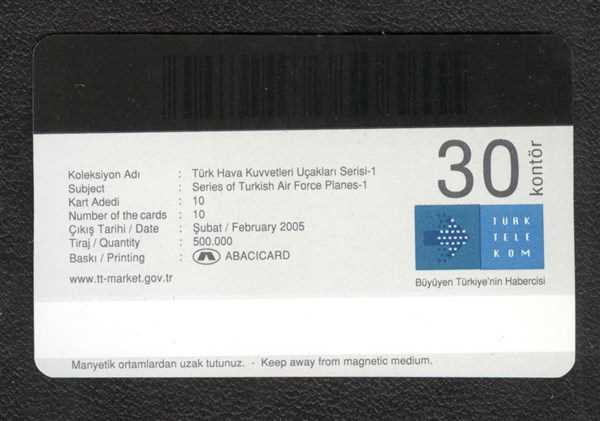 30 kontör
Koleksiyon Adı : Türk Hava Kuvvetleri Uçakları Serisi-1
Subject : Series of Turkish Air Force Planes-1
Kart Adedi : 10
Number of the cards : 10
Çıkış Tarihi / Date : Şubat / February 2005
Tiraj / Quantity : 500.000
Baskı / Printing : ABACICARD
www.tt-market.gov.tr
TÜRK
TELE
KOM
Büyüyen Türkiye'nin Habercisi
Manyetik ortamlardan uzak tutunuz. - Keep away from magnetic medium.